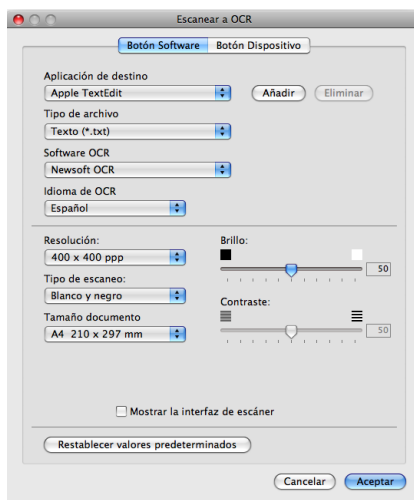 Escanear a OCR
Botón Software Botón Dispositivo
Aplicación de destino
Apple TextEdit Añadir Eliminar
Tipo de archivo
Texto (*.txt)
Software OCR
Newsoft OCR
Idioma de OCR
Español
Resolución: Brillo:
400 x 400 ppp 50
Tipo de escaneo:
Blanco y negro Contraste:
Tamaño documento
A4 210 x 297 mm 50
Mostrar la interfaz de escáner
Restablecer valores predeterminados
Cancelar Aceptar